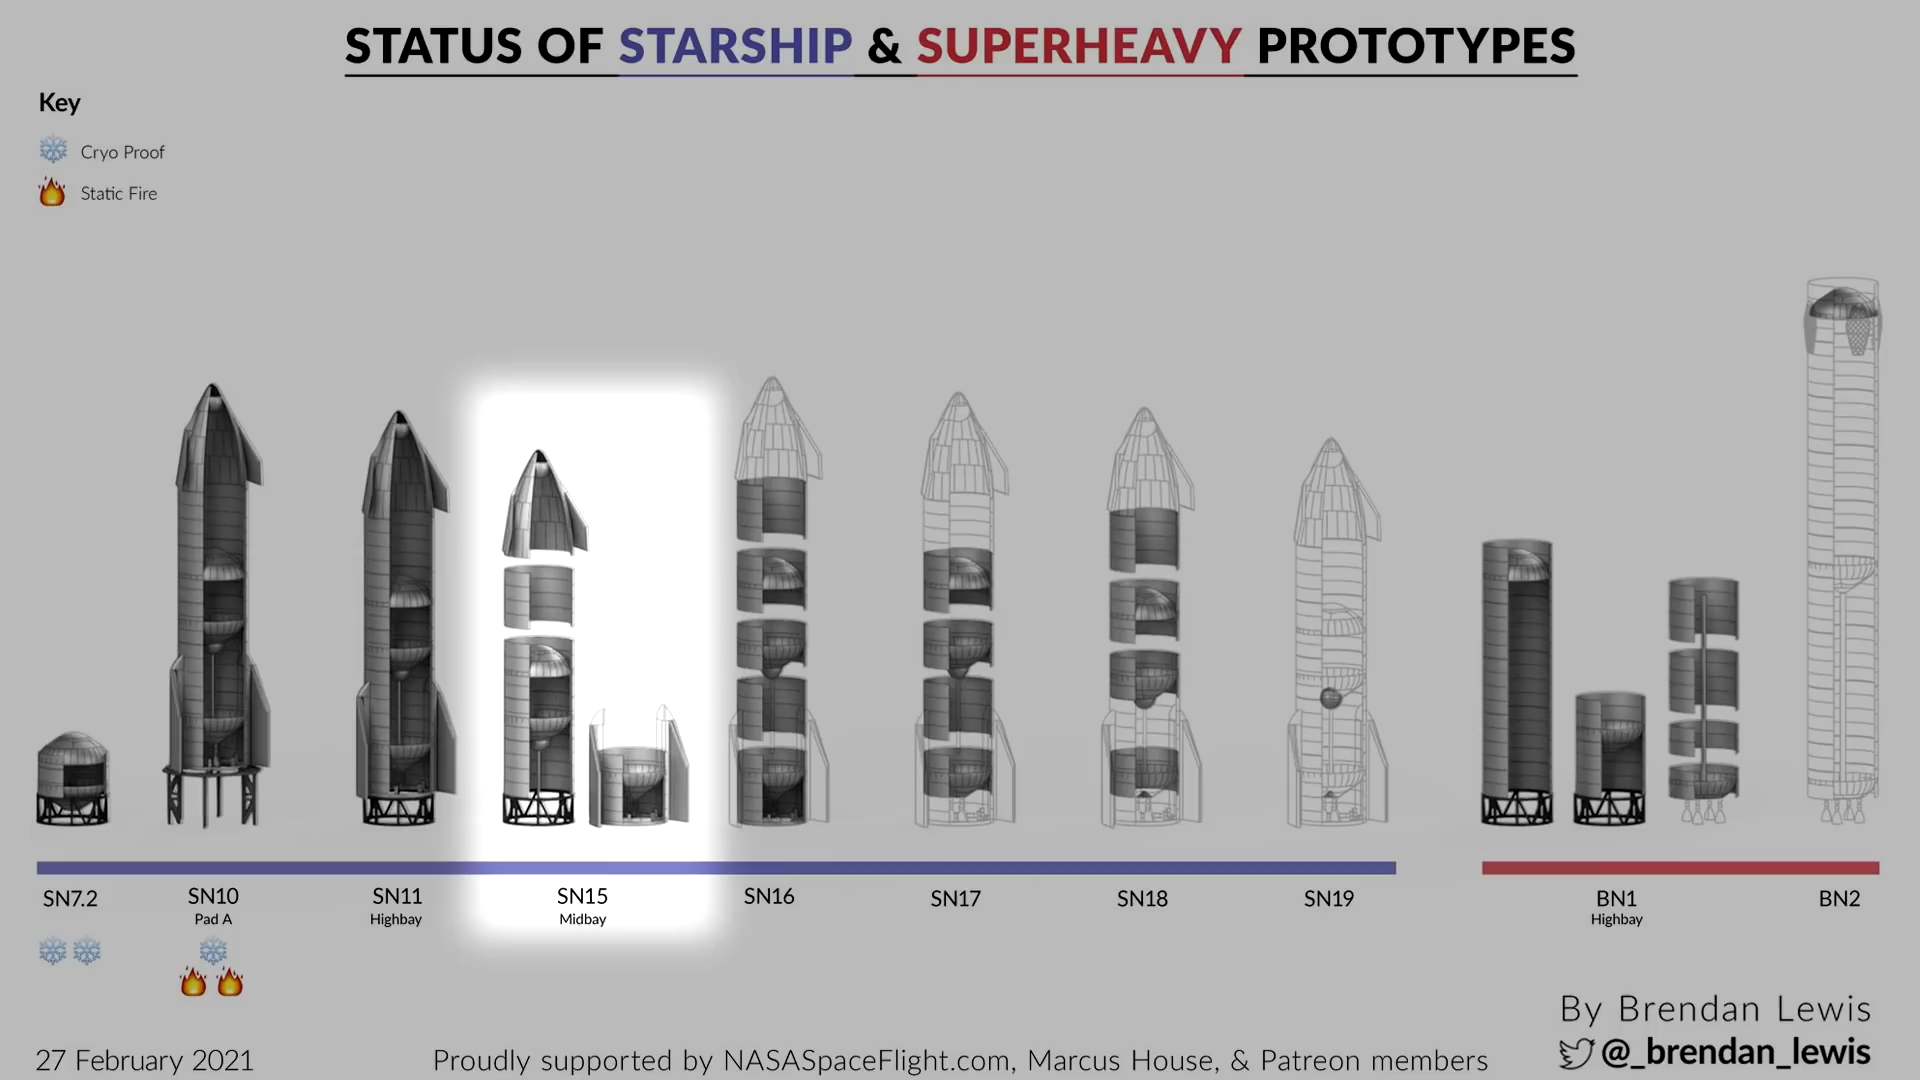 STATUS OF STARSHIP & SUPERHEAVY PROTOTYPES
Key
Cryo Proof
Static Fire
SN7.2
SN10
Pad A
SN11
Highbay
SN15
Midbay
SN16
SN17
SN18
SN19
BN1
Highbay
BN2
By Brendan Lewis
@_brendan_lewis
27 February 2021
Proudly supported by NASASpaceFlight.com, Marcus House, & Patreon members